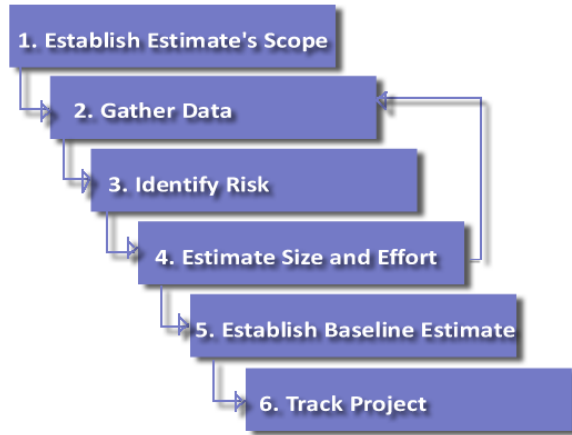 1. Establish Estimate's Scope
2. Gather Data
3. Identify Risk
4. Estimate Size and Effort
5. Establish Baseline Estimate
6. Track Project